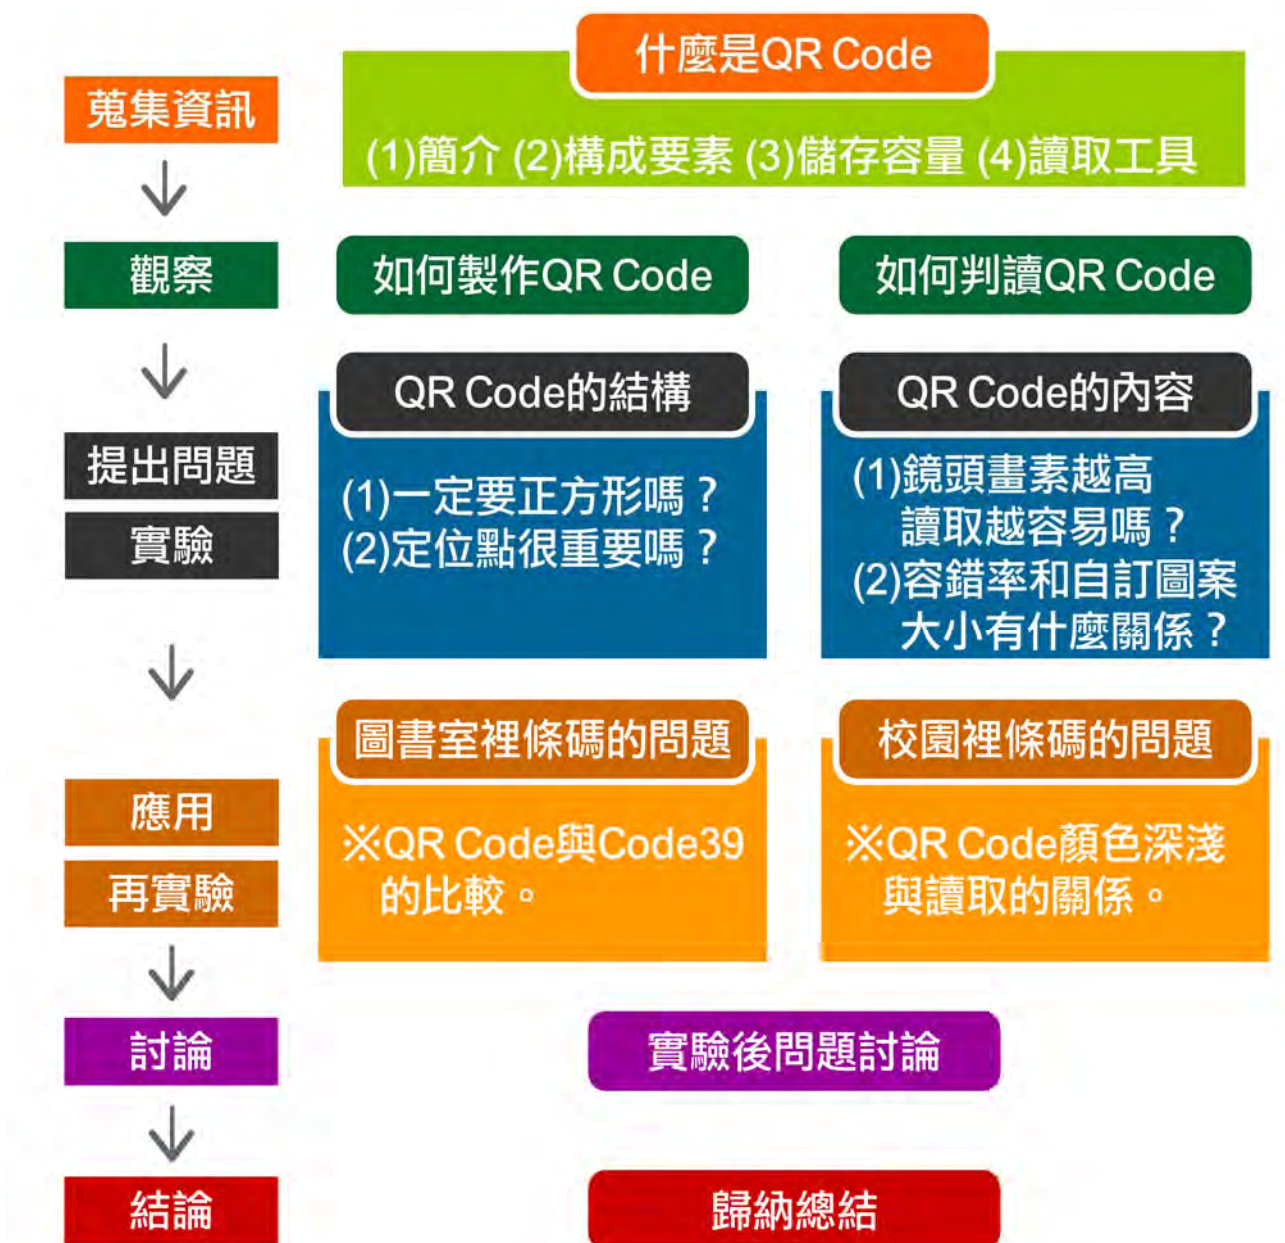 什麼是QR Code
蒐集資訊
(1)簡介 (2)構成要素 (3)儲存容量 (4)讀取工具
觀察
如何製作QR Code
如何判讀QR Code
提出問題
實驗
QR Code的結構
(1)一定要正方形嗎？
(2)定位點很重要嗎？
QR Code的內容
(1)鏡頭畫素越高
讀取越容易嗎？
(2)容錯率和自訂圖案
大小有什麼關係？
應用
再實驗
圖書室裡條碼的問題
※QR Code與Code39
的比較。
校園裡條碼的問題
※QR Code顏色深淺
與讀取的關係。
討論
實驗後問題討論
結論
歸納總結